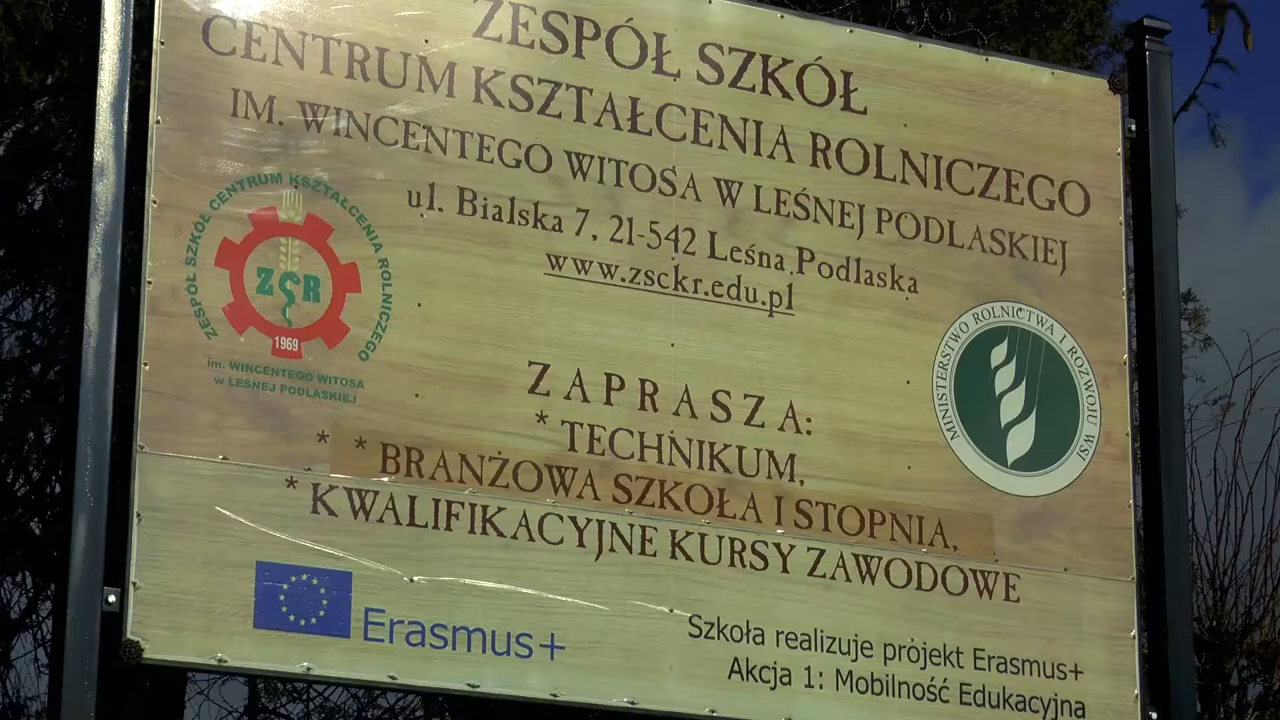 ZESPÓŁ SZKÓŁ
CENTRUM KSZTAŁCENIA ROLNICZEGO
IM. WINCENTEGO WITOSA W LEŚNEJ PODLASKIEJ
ul. Bialska 7, 21-542 Leśna Podlaska
www.zsckr.edu.pl
ZESPÓŁ SZKÓŁ CENTRUM KSZTAŁCENIA ROLNICZEGO
ZCR
1969
im. WINCENTEGO WITOSA
w LEŚNEJ PODLASKIEJ
MINISTERSTWO ROLNICTWA I ROZWOJU WSI
ZAPRASZA:
* TECHNIKUM,
* * BRANŻOWA SZKOŁA I STOPNIA,
* KWALIFIKACYJNE KURSY ZAWODOWE
Erasmus+
Szkoła realizuje projekt Erasmus+
Akcja 1: Mobilność Edukacyjna